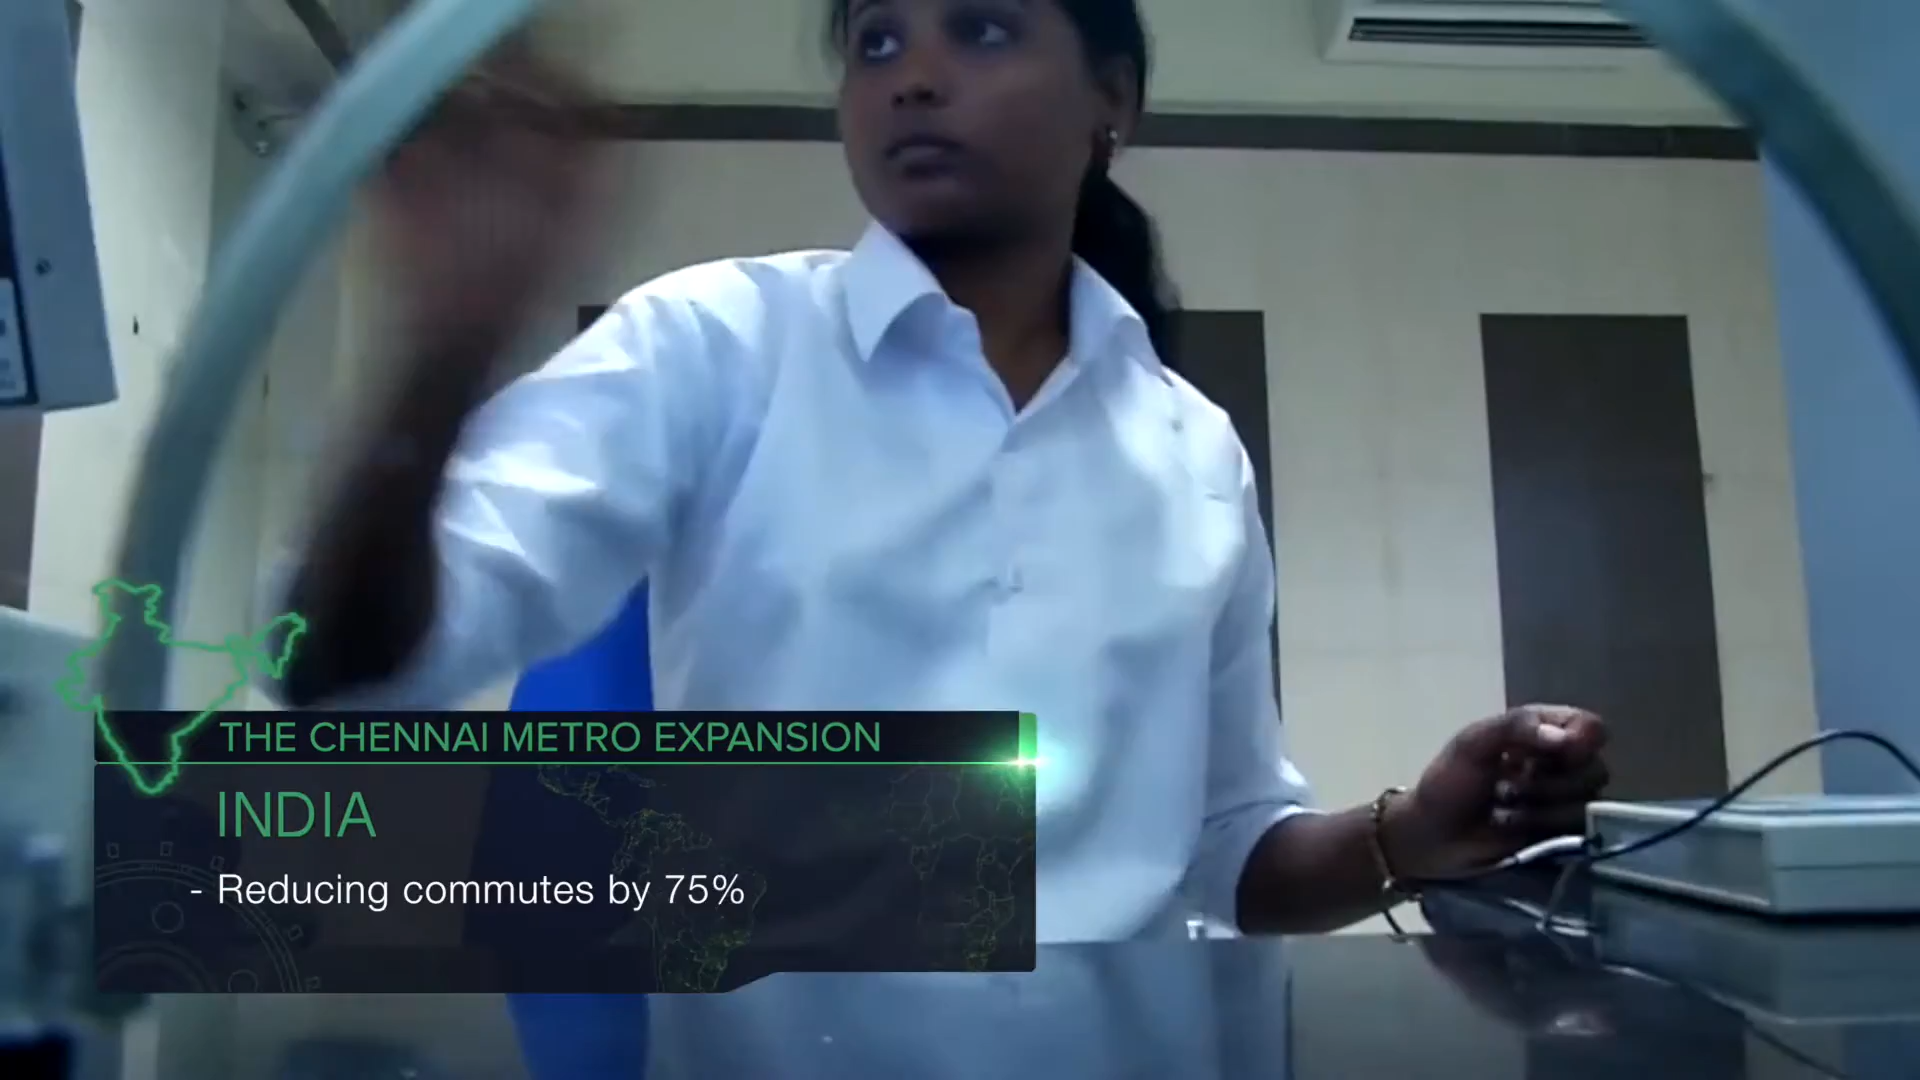 THE CHENNAI METRO EXPANSION
INDIA
- Reducing commutes by 75%